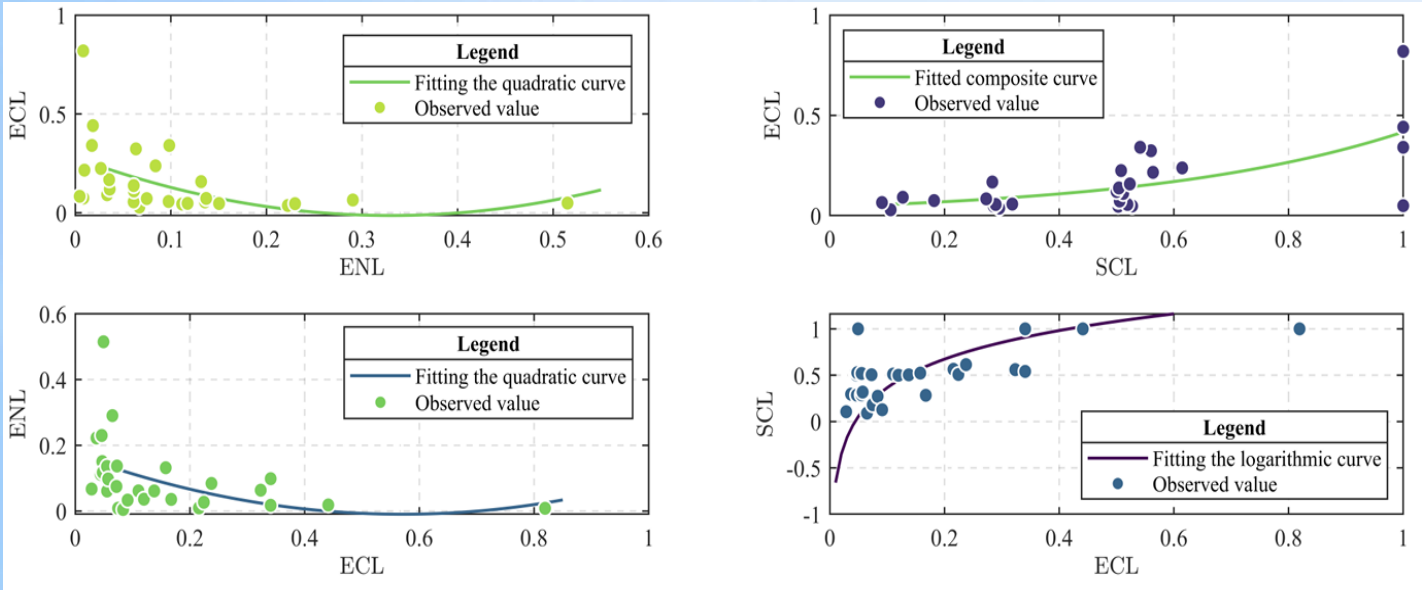 1
0.5
0
ECL
0
0.1
0.2
0.3
0.4
0.5
0.6
ENL
Legend
Fitting the quadratic curve
Observed value
1
0.5
0
ECL
0
0.2
0.4
0.6
0.8
1
SCL
Legend
Fitted composite curve
Observed value
0.6
0.4
0.2
0
ENL
0
0.2
0.4
0.6
0.8
1
ECL
Legend
Fitting the quadratic curve
Observed value
1
0.5
0
-0.5
-1
SCL
0
0.2
0.4
0.6
0.8
1
ECL
Legend
Fitting the logarithmic curve
Observed value